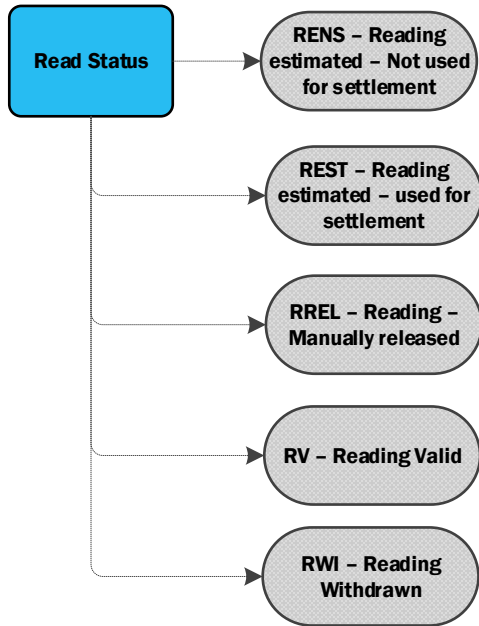 Read Status
RENS – Reading
estimated – Not used
for settlement
REST – Reading
estimated – used for
settlement
RREL – Reading –
Manually released
RV – Reading Valid
RWI – Reading
Withdrawn